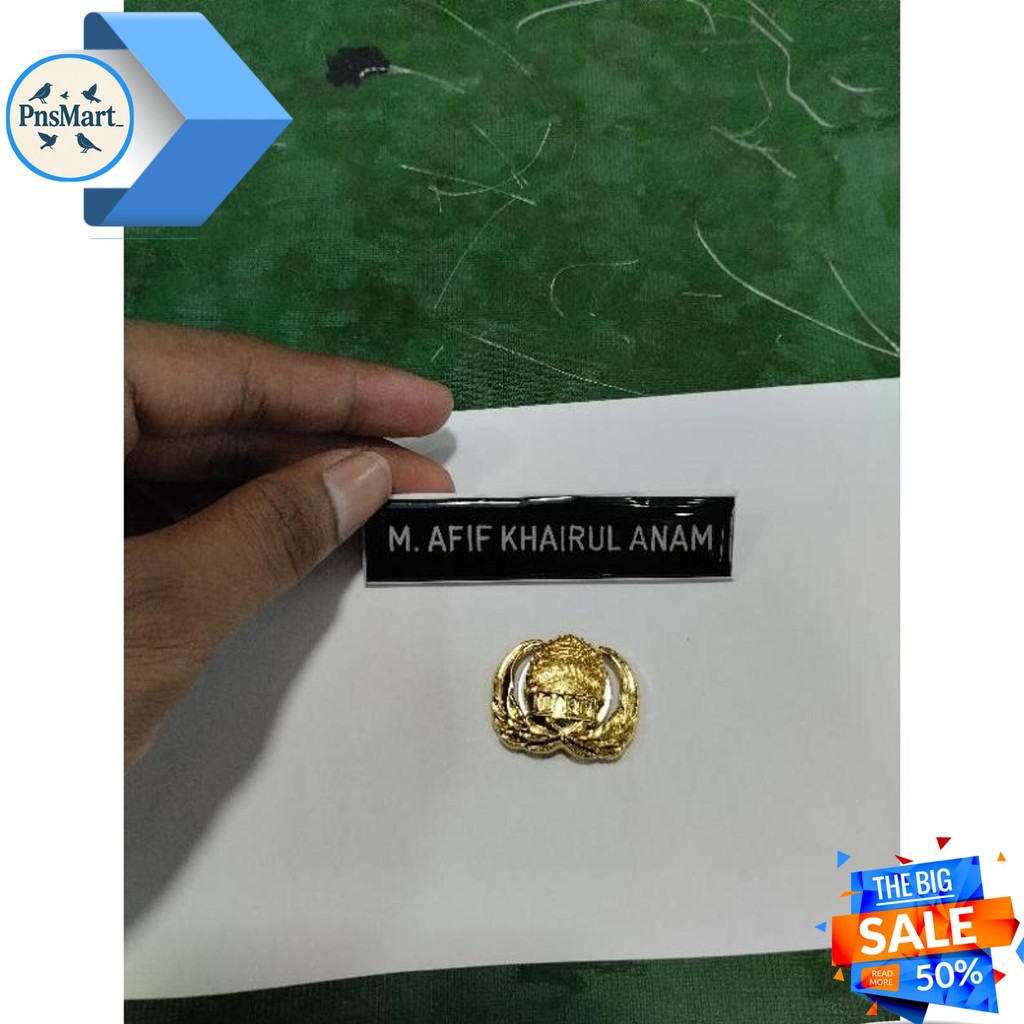 PnsMart_
M. AFIF KHAIRUL ANAM
THE BIG
SALE
READ
MORE
50%